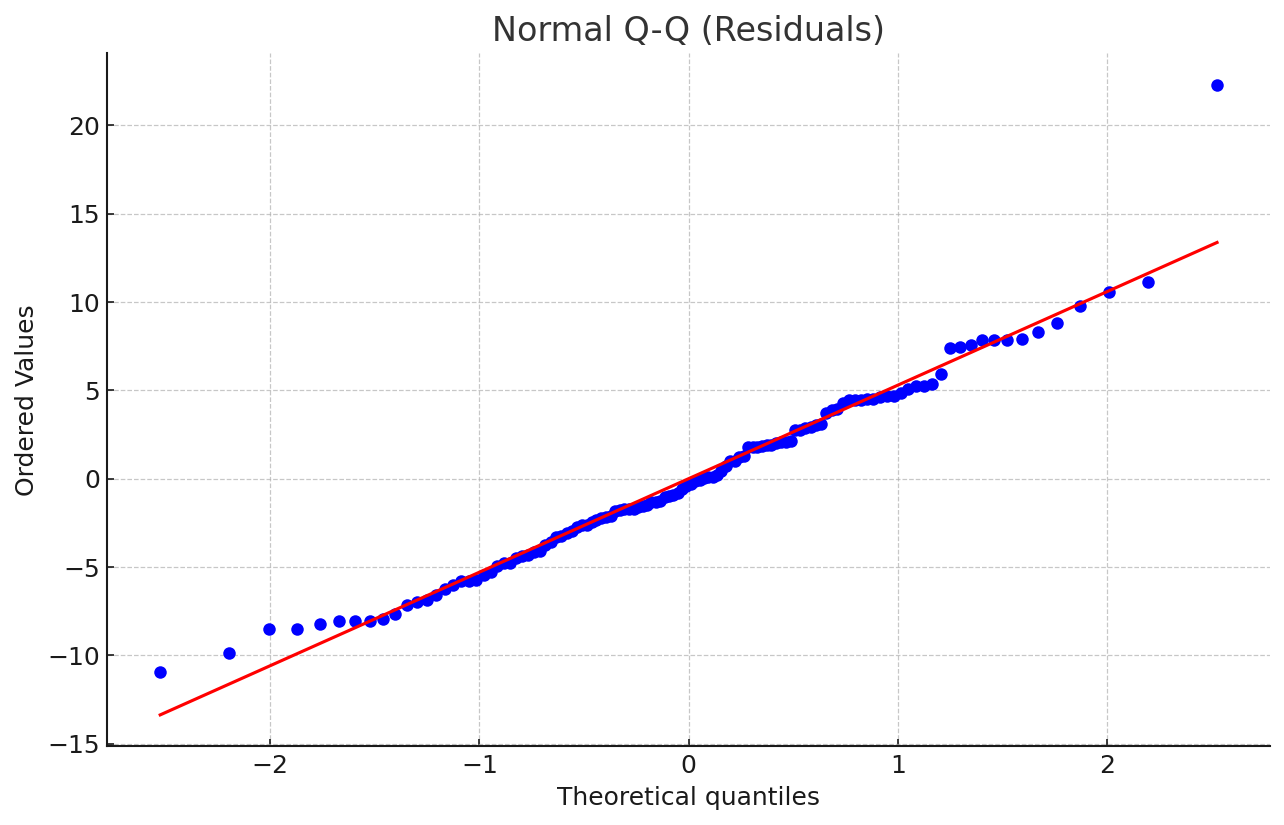 Normal Q-Q (Residuals)
20
15
10
5
0
−5
−10
−15
Ordered Values
−2 −1 0 1 2
Theoretical quantiles